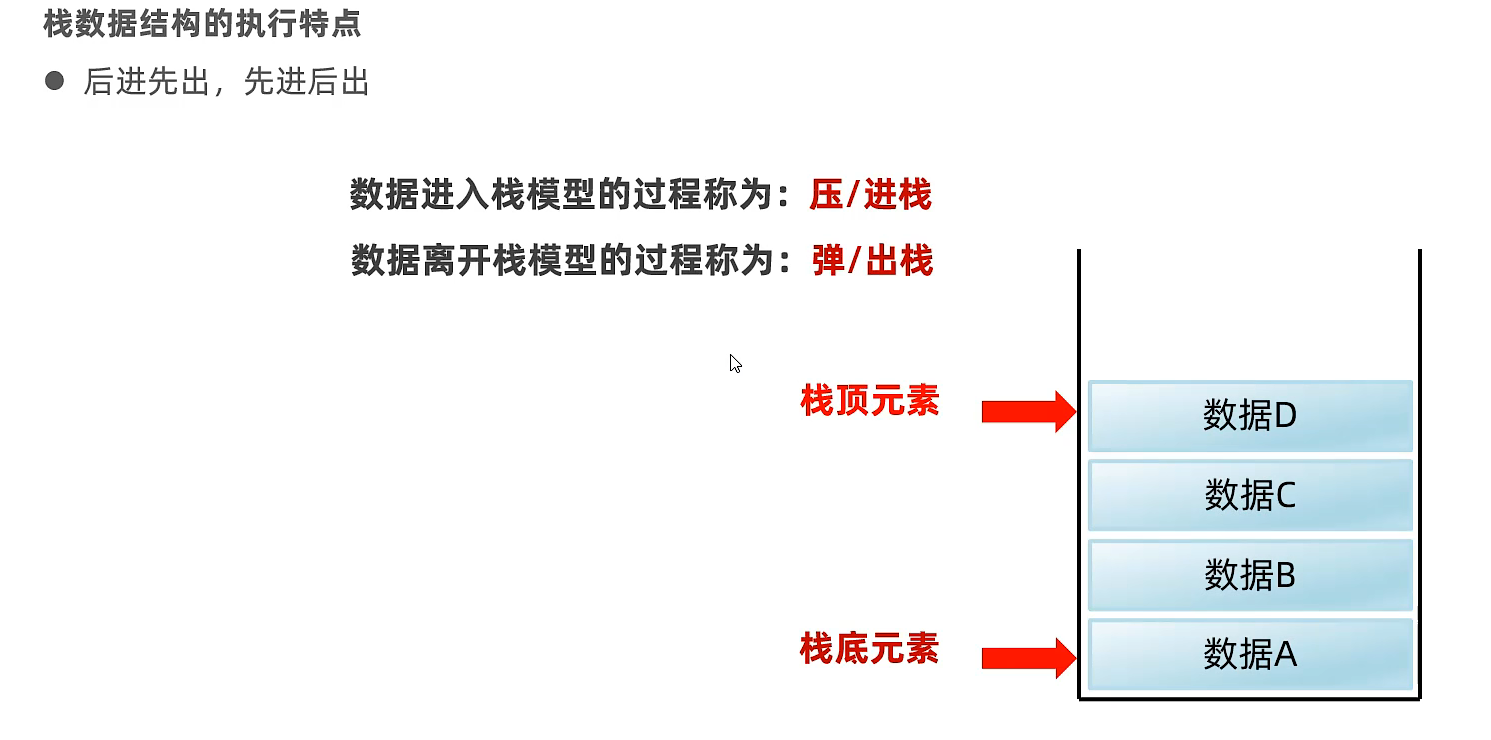 栈数据结构的执行特点
● 后进先出，先进后出
数据进入栈模型的过程称为：压/进栈
数据离开栈模型的过程称为：弹/出栈
栈顶元素
数据D
数据C
数据B
栈底元素
数据A